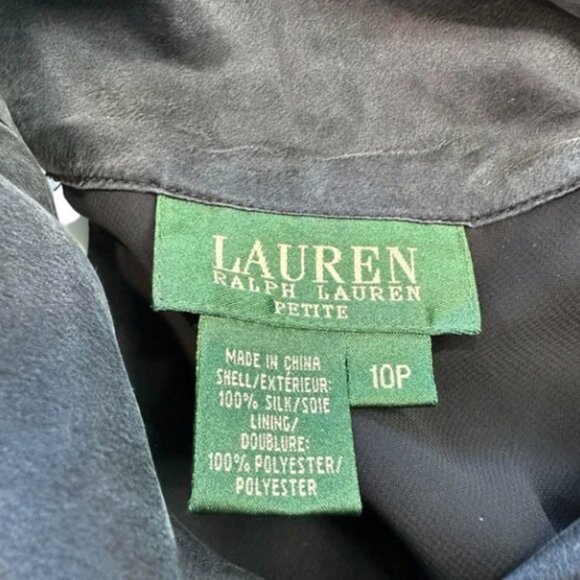 LAUREN
RALPH LAUREN
PETITE
10P
MADE IN CHINA
SHELL/EXTÉRIEUR:
100% SILK/SOIE
LINING/
DOUBLURE:
100% POLYESTER/
POLYESTER